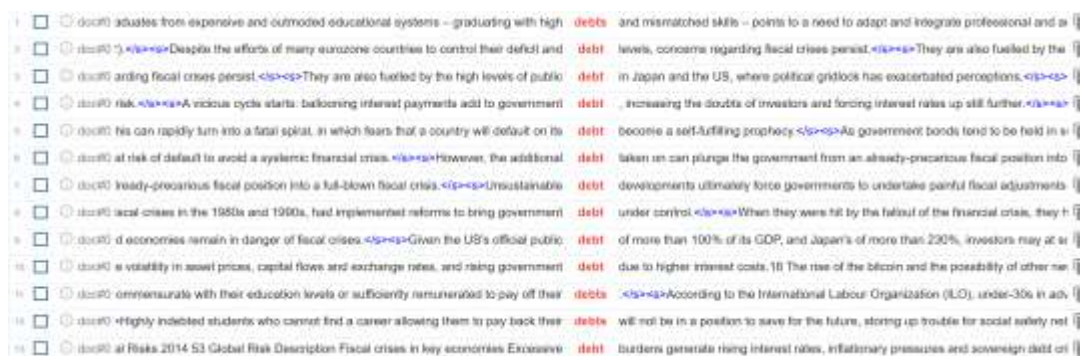 1 doc#0 aduates from expensive and outmoded educational systems – graduating with high debts and mismatched skills – points to a need to adapt and integrate professional and a
2 doc#0 ").</s><s>Despite the efforts of many eurozone countries to control their deficit and debt levels, concerns regarding fiscal crises persist.</s><s>They are also fuelled by the
3 doc#0 arding fiscal crises persist.</s><s>They are also fuelled by the high levels of public debt in Japan and the US, where political gridlock has exacerbated perceptions.</s><s>
4 doc#0 risk.</s><s>A vicious cycle starts: ballooning interest payments add to government debt , increasing the doubts of investors and forcing interest rates up still further.</s><s>
5 doc#0 his can rapidly turn into a fatal spiral, in which fears that a country will default on its debt become a self-fulfilling prophecy.</s><s>As government bonds tend to be held in s
6 doc#0 at risk of default to avoid a systemic financial crisis.</s><s>However, the additional debt taken on can plunge the government from an already-precarious fiscal position into
7 doc#0 lready-precarious fiscal position into a full-blown fiscal crisis.</s><s>Unsustainable debt developments ultimately force governments to undertake painful fiscal adjustments
8 doc#0 iscal crises in the 1980s and 1990s, had implemented reforms to bring government debt under control.</s><s>When they were hit by the fallout of the financial crisis, they h
9 doc#0 d economies remain in danger of fiscal crises.</s><s>Given the US's official public debt of more than 100% of its GDP, and Japan's of more than 230%, investors may at s
10 doc#0 e volatility in asset prices, capital flows and exchange rates, and rising government debt due to higher interest costs.16 The rise of the bitcoin and the possibility of other ne
11 doc#0 ommensurate with their education levels or sufficiently remunerated to pay off their debts .</s><s>According to the International Labour Organization (ILO), under-30s in adv
12 doc#0 •Highly indebted students who cannot find a career allowing them to pay back their debts will not be in a position to save for the future, storing up trouble for social safety net
13 doc#0 al Risks 2014 53 Global Risk Description Fiscal crises in key economies Excessive debt burdens generate rising interest rates, inflationary pressures and sovereign debt cri